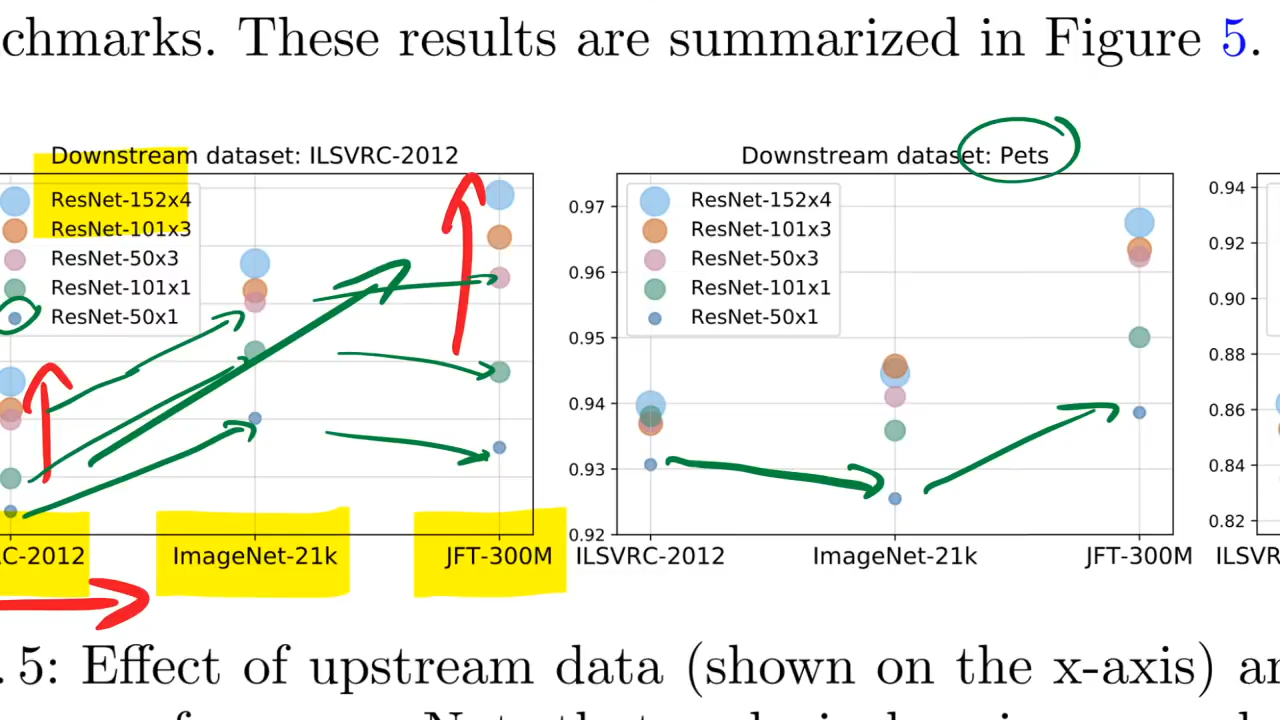 chmarks. These results are summarized in Figure 5.
Downstream dataset: ILSVRC-2012
ResNet-152x4
ResNet-101x3
ResNet-50x3
ResNet-101x1
ResNet-50x1
C-2012
ImageNet-21k
JFT-300M
Downstream dataset: Pets
0.97
0.96
0.95
0.94
0.93
0.92
ResNet-152x4
ResNet-101x3
ResNet-50x3
ResNet-101x1
ResNet-50x1
ILSVRC-2012
ImageNet-21k
JFT-300M
0.94
0.92
0.90
0.88
0.86
0.84
0.82
ILSVR
. 5: Effect of upstream data (shown on the x-axis) an